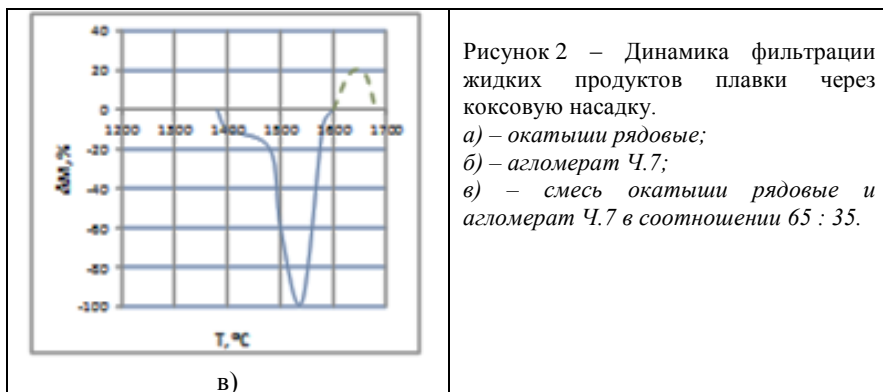 40
20
0
1200 1300 1400 1500 1600 1700
-20
-40
-60
-80
-100
Δм,%
Т,°С
в)
Рисунок 2 – Динамика фильтрации
жидких продуктов плавки через
коксовую насадку.
а) – окатыши рядовые;
б) – агломерат Ч.7;
в) – смесь окатыши рядовые и
агломерат Ч.7 в соотношении 65 : 35.